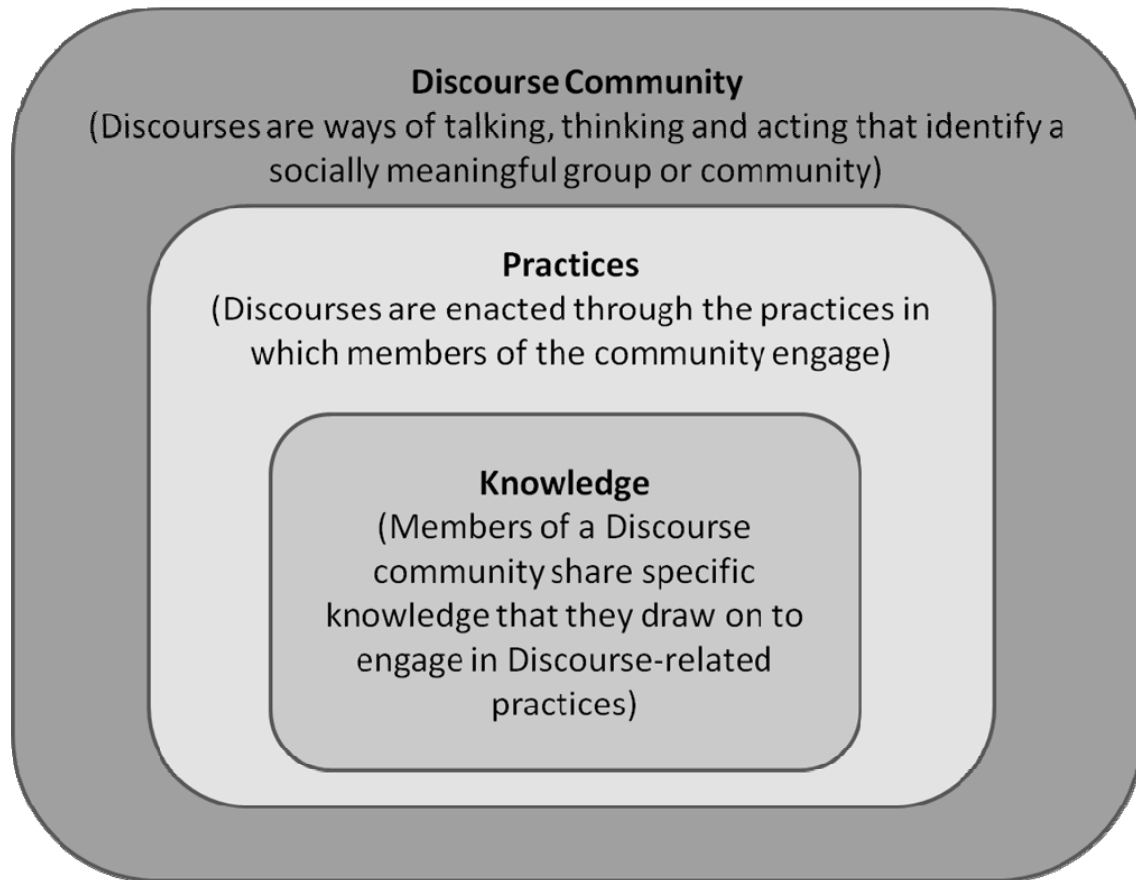 Discourse Community
(Discourses are ways of talking, thinking and acting that identify a
socially meaningful group or community)
Practices
(Discourses are enacted through the practices in
which members of the community engage)
Knowledge
(Members of a Discourse
community share specific
knowledge that they draw on to
engage in Discourse-related
practices)